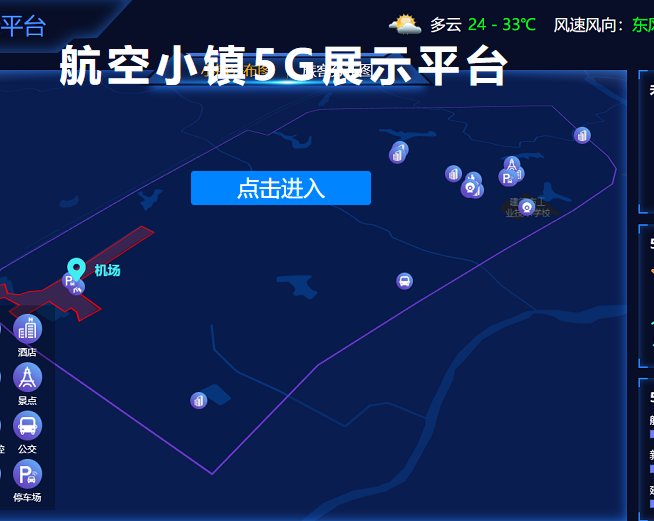 平台
多云 24 - 33℃ 风速风向: 东风
航空小镇5G展示平台
点击进入
机场
酒店
景点
公交
停车场